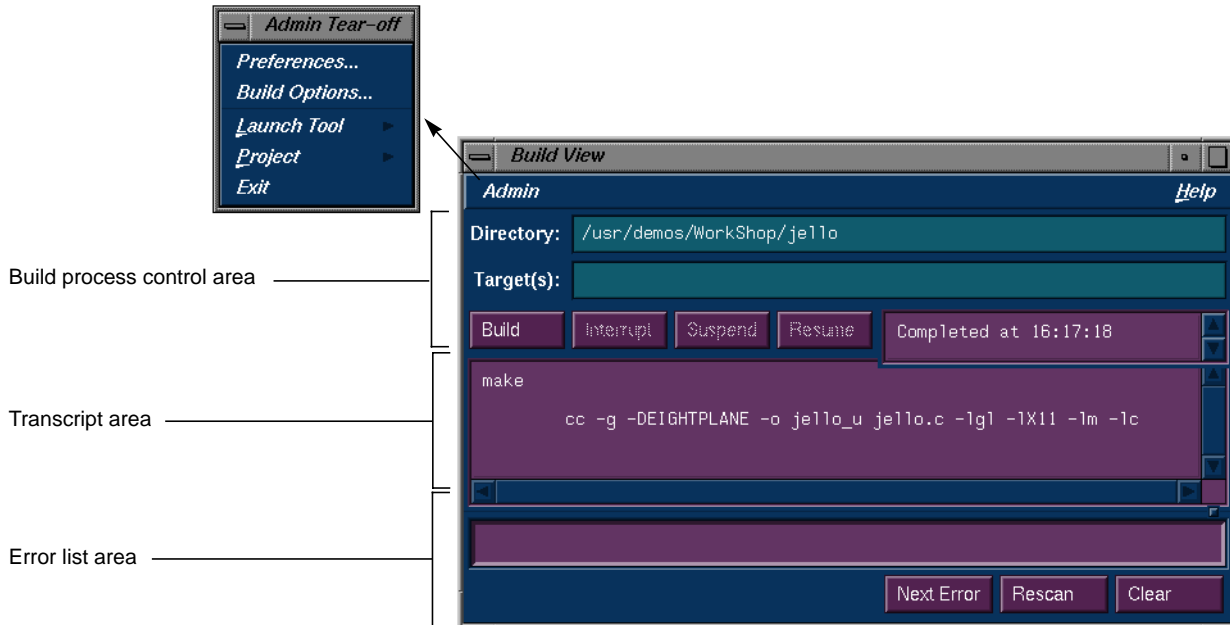 Admin Tear-off
Preferences...
Build Options...
Launch Tool
Project
Exit
Build View
Admin
Help
Build process control area
Directory:
/usr/demos/WorkShop/jello
Target(s):
Build
Interrupt
Suspend
Resume
Completed at 16:17:18
Transcript area
make
cc -g -DEIGHTPLANE -o jello_u jello.c -lgl -lX11 -lm -lc
Error list area
Next Error
Rescan
Clear